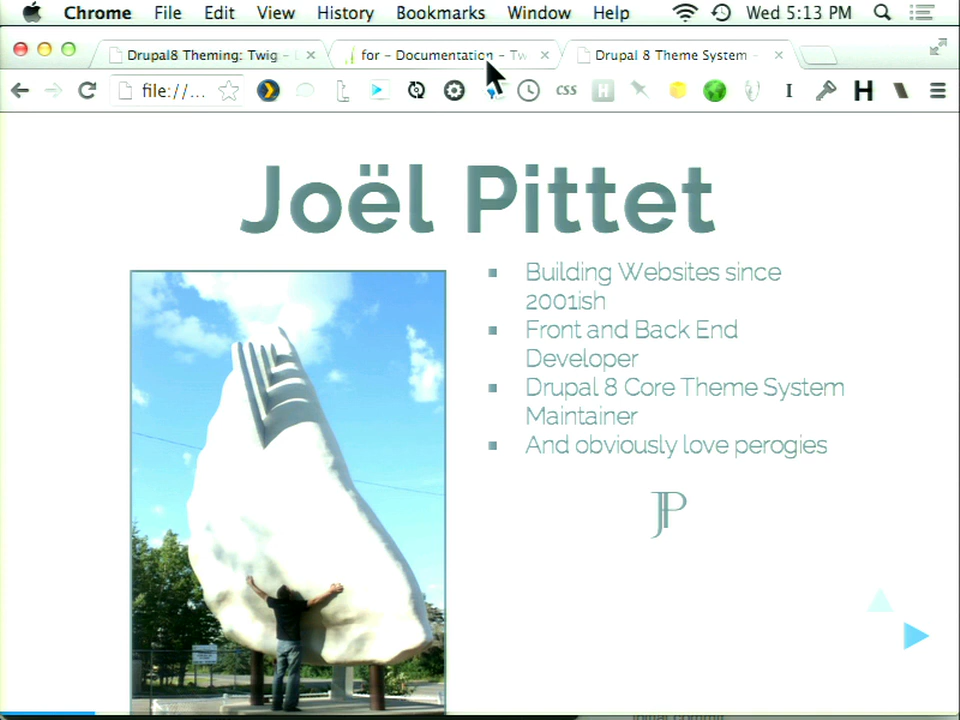 Chrome File Edit View History Bookmarks Window Help Wed 5:13 PM
Drupal8 Theming: Twig – for – Documentation – Tw Drupal 8 Theme System –
file://... CSS H I H
Joël Pittet
Building Websites since
2001ish
Front and Back End
Developer
Drupal 8 Core Theme System
Maintainer
And obviously love perogies
JP